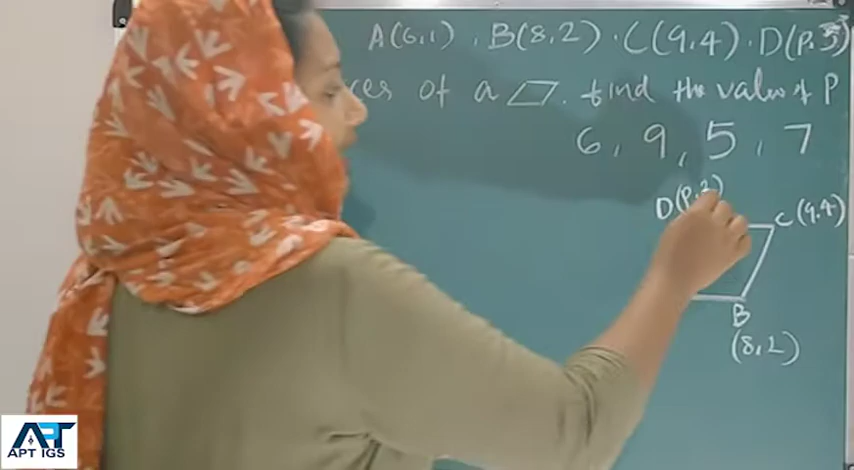 A(6,1), B(8,2). C(9,4). D(P,3)
of a ▱. find the value of P
6, 9, 5, 7
D(P,3)
C(9,4)
B
(8,2)
APT IGS